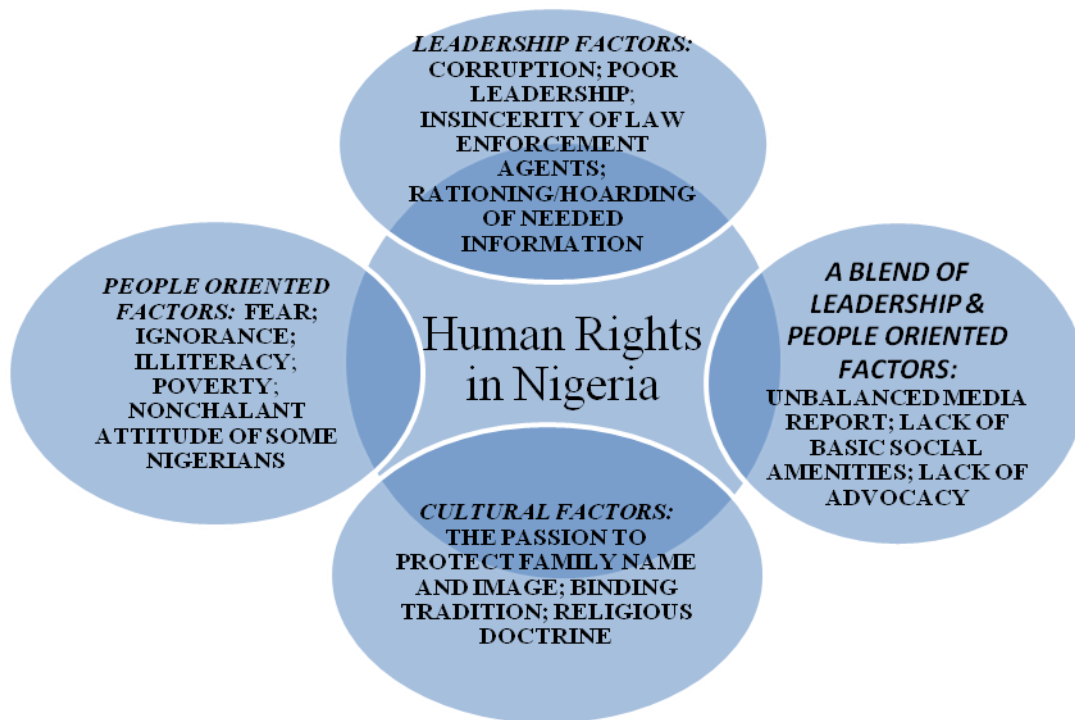 LEADERSHIP FACTORS:
CORRUPTION; POOR
LEADERSHIP;
INSINCERITY OF LAW
ENFORCEMENT
AGENTS;
RATIONING/HOARDING
OF NEEDED
INFORMATION
PEOPLE ORIENTED
FACTORS: FEAR;
IGNORANCE;
ILLITERACY;
POVERTY;
NONCHALANT
ATTITUDE OF SOME
NIGERIANS
Human Rights
in Nigeria
A BLEND OF
LEADERSHIP &
PEOPLE ORIENTED
FACTORS:
UNBALANCED MEDIA
REPORT; LACK OF
BASIC SOCIAL
AMENITIES; LACK OF
ADVOCACY
CULTURAL FACTORS:
THE PASSION TO
PROTECT FAMILY NAME
AND IMAGE; BINDING
TRADITION; RELIGIOUS
DOCTRINE